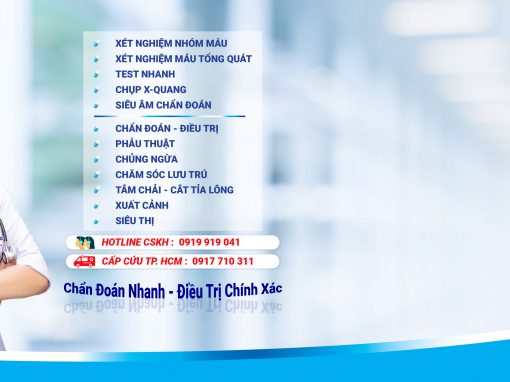 XÉT NGHIỆM NHÓM MÁU
XÉT NGHIỆM MÁU TỔNG QUÁT
TEST NHANH
CHỤP X-QUANG
SIÊU ÂM CHẨN ĐOÁN
CHẨN ĐOÁN - ĐIỀU TRỊ
PHẪU THUẬT
CHỦNG NGỪA
CHĂM SÓC LƯU TRÚ
TẮM CHẢI - CẮT TỈA LÔNG
XUẤT CẢNH
SIÊU THỊ
HOTLINE CSKH : 0919 919 041
CẤP CỨU TP. HCM : 0917 710 311
Chẩn Đoán Nhanh - Điều Trị Chính Xác